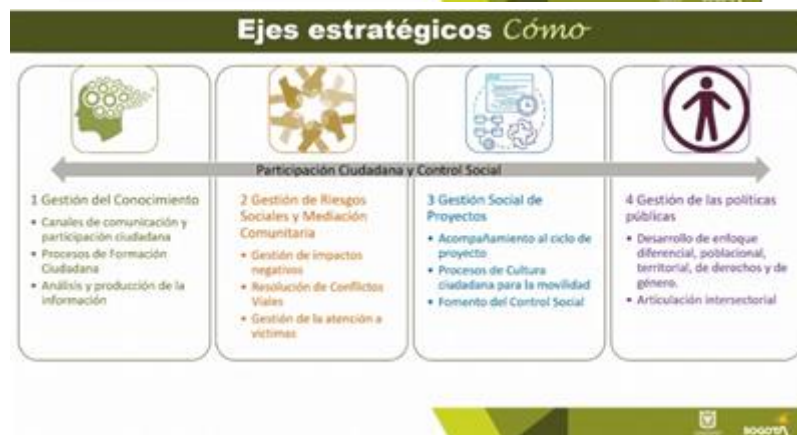 Ejes estratégicos Cómo
Participación Ciudadana y Control Social
1 Gestión del Conocimiento
• Canales de comunicación y
participación ciudadana
• Procesos de Formación
Ciudadana
• Análisis y producción de la
información
2 Gestión de Riesgos
Sociales y Mediación
Comunitaria
• Gestión de impactos
negativos
• Resolución de Conflictos
Viales
• Gestión de la atención a
víctimas
3 Gestión Social de
Proyectos
• Acompañamiento al ciclo de
proyecto
• Procesos de Cultura
ciudadana para la movilidad
• Fomento del Control Social
4 Gestión de las políticas
públicas
• Desarrollo de enfoque
diferencial, poblacional,
territorial, de derechos y de
género.
• Articulación intersectorial
BOGOTÁ